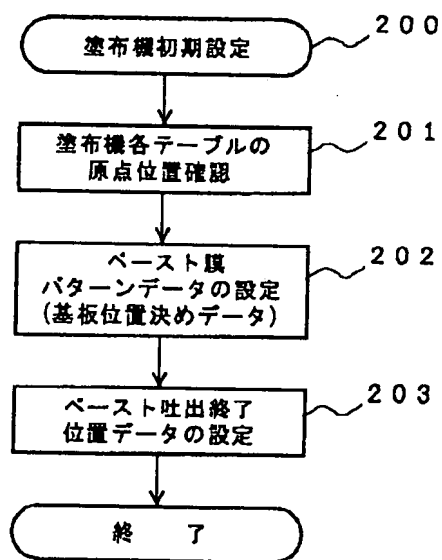 塗布機初期設定
200
塗布機各テーブルの
原点位置確認
201
ペースト膜
パターンデータの設定
(基板位置決めデータ)
202
ペースト吐出終了
位置データの設定
203
終 了